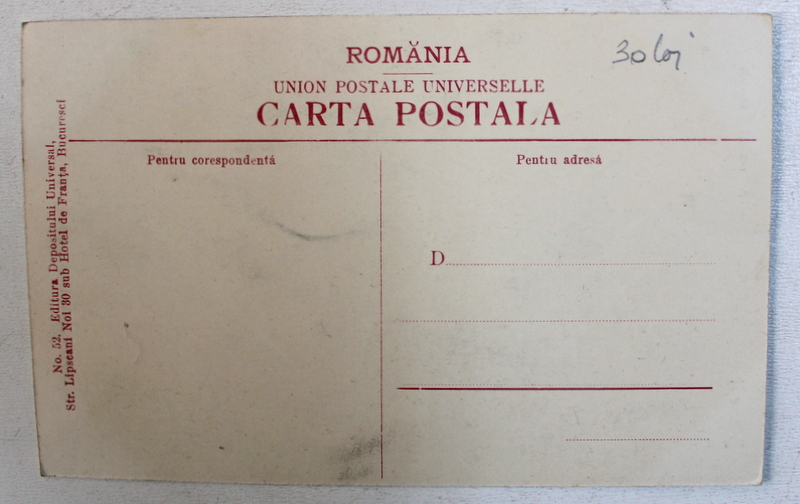 ROMĂNIA
30 lei
UNION POSTALE UNIVERSELLE
CARTA POSTALA
Pentru corespondentă
Pentru adresă
D
No. 52. Editura Depositului Universal,
Str. Lipscani Noi 30 sub Hotel de Franța, Bucuresci